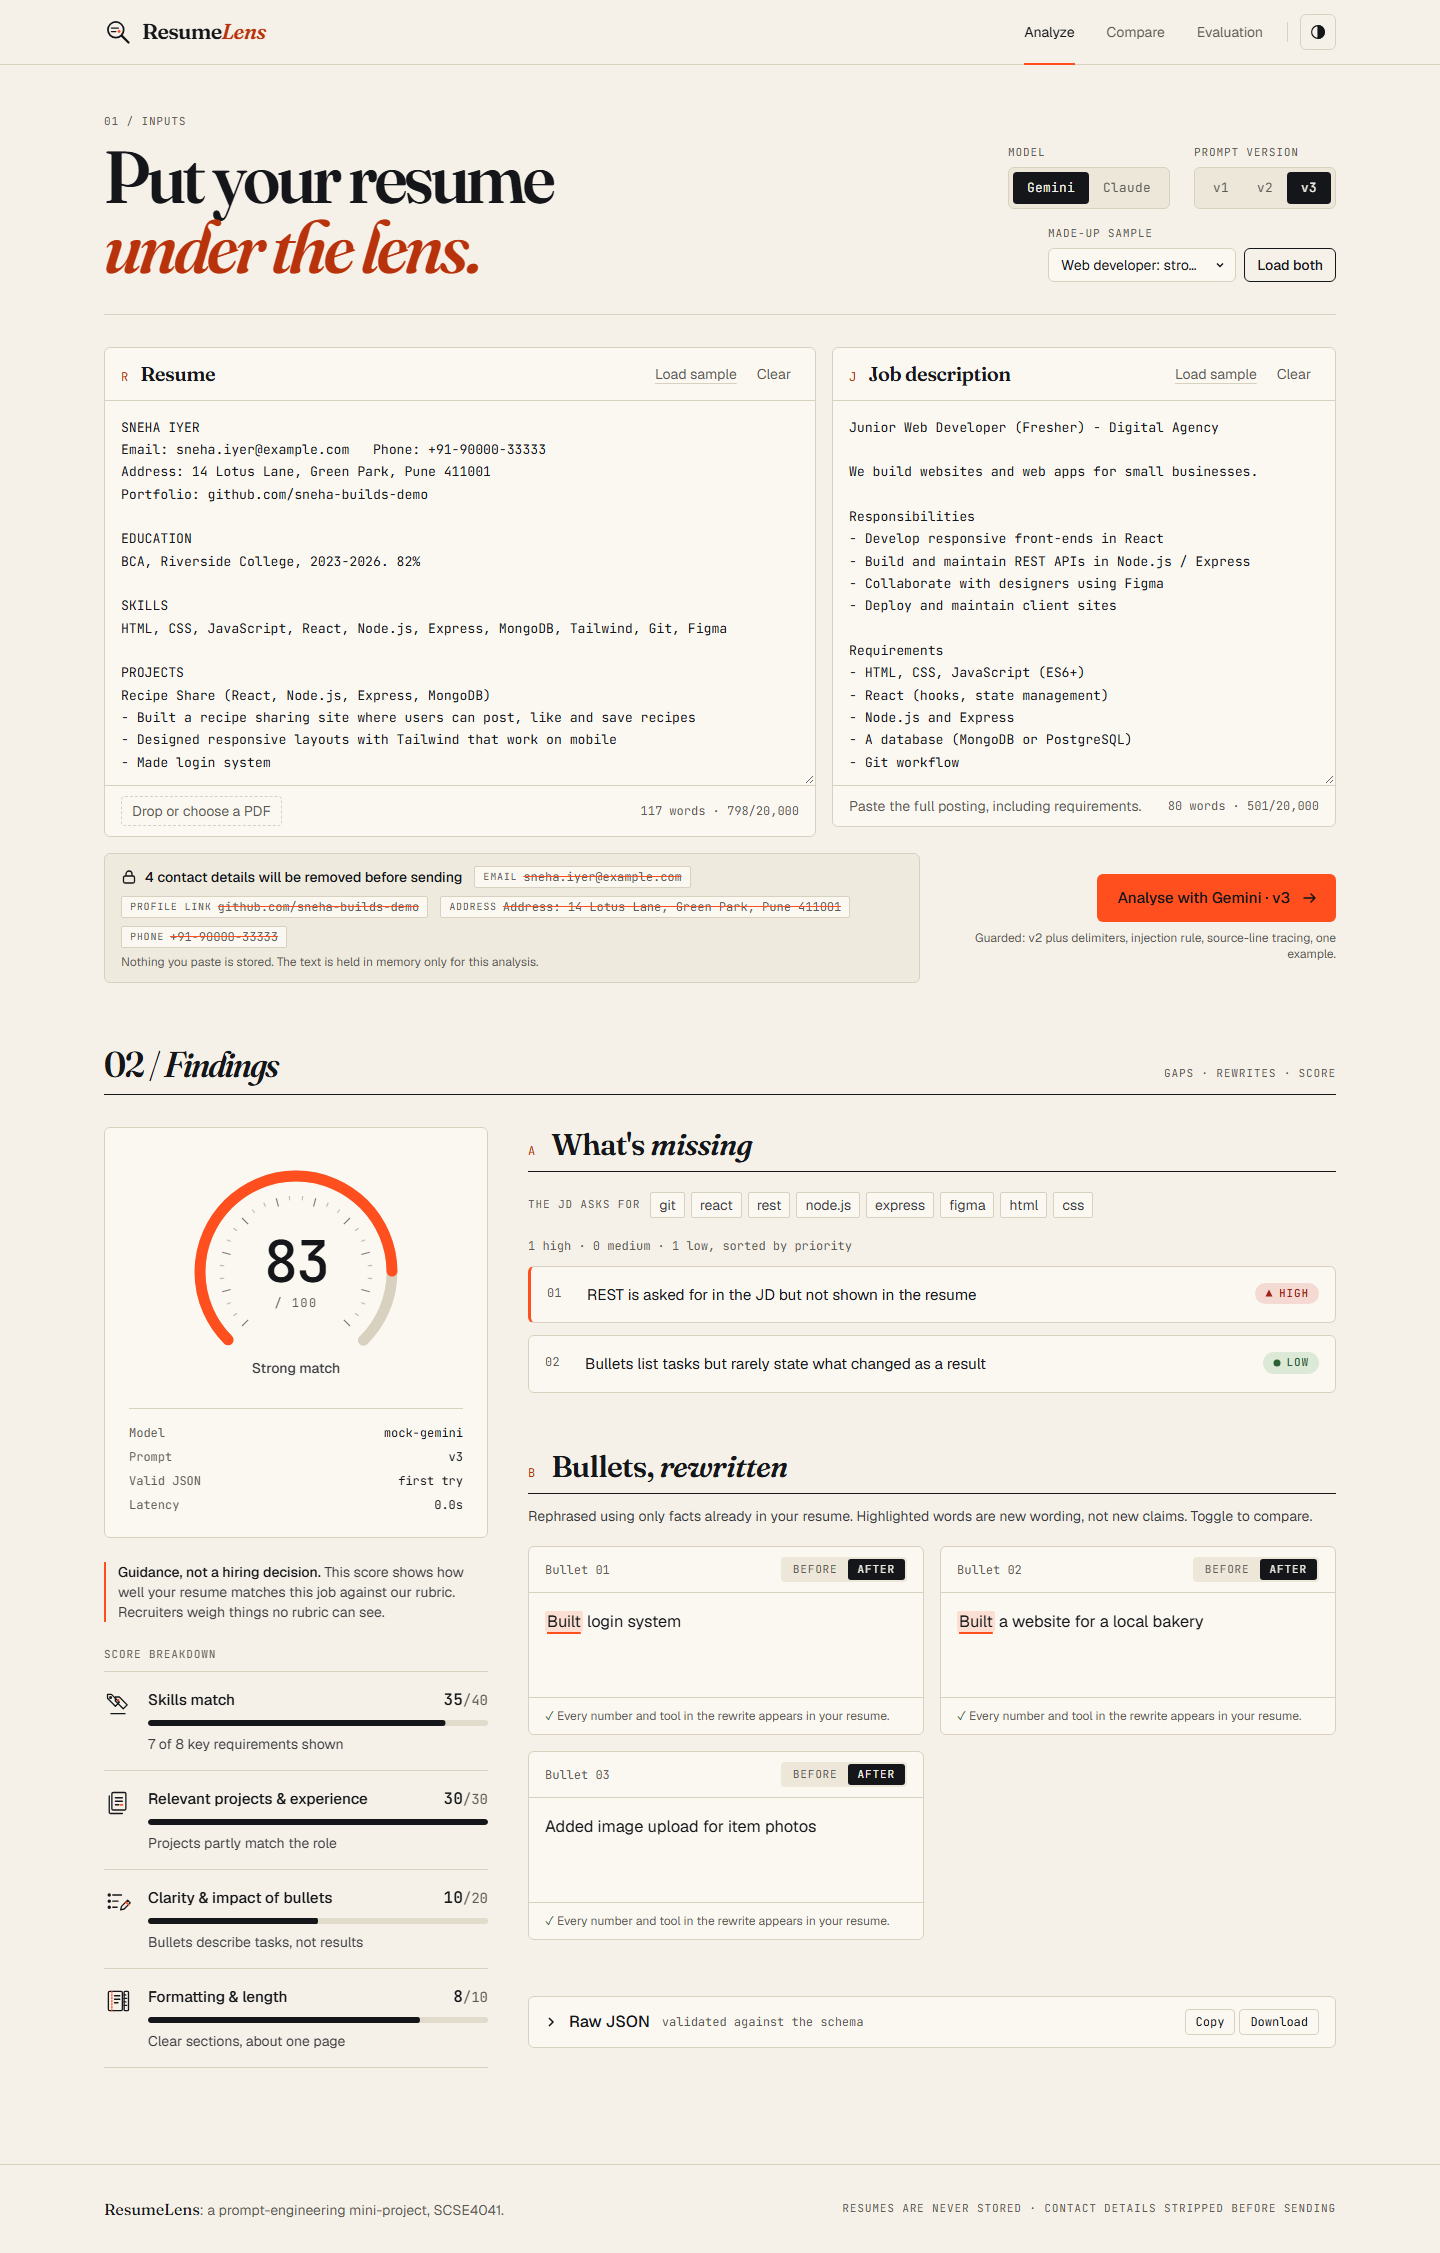 ResumeLens
Analyze Compare Evaluation
01 / INPUTS
Put your resume
under the lens.
MODEL
Gemini Claude
PROMPT VERSION
v1 v2 v3
MADE-UP SAMPLE
Web developer: stro...
Load both
R Resume Load sample Clear
SNEHA IYER
Email: sneha.iyer@example.com Phone: +91-90000-33333
Address: 14 Lotus Lane, Green Park, Pune 411001
Portfolio: github.com/sneha-builds-demo
EDUCATION
BCA, Riverside College, 2023-2026. 82%
SKILLS
HTML, CSS, JavaScript, React, Node.js, Express, MongoDB, Tailwind, Git, Figma
PROJECTS
Recipe Share (React, Node.js, Express, MongoDB)
- Built a recipe sharing site where users can post, like and save recipes
- Designed responsive layouts with Tailwind that work on mobile
- Made login system
Drop or choose a PDF
117 words · 798/20,000
J Job description Load sample Clear
Junior Web Developer (Fresher) - Digital Agency
We build websites and web apps for small businesses.
Responsibilities
- Develop responsive front-ends in React
- Build and maintain REST APIs in Node.js / Express
- Collaborate with designers using Figma
- Deploy and maintain client sites
Requirements
- HTML, CSS, JavaScript (ES6+)
- React (hooks, state management)
- Node.js and Express
- A database (MongoDB or PostgreSQL)
- Git workflow
Paste the full posting, including requirements.
80 words · 501/20,000
4 contact details will be removed before sending
EMAIL sneha.iyer@example.com
PROFILE LINK github.com/sneha-builds-demo
ADDRESS Address: 14 Lotus Lane, Green Park, Pune 411001
PHONE +91-90000-33333
Nothing you paste is stored. The text is held in memory only for this analysis.
Analyse with Gemini · v3 →
Guarded: v2 plus delimiters, injection rule, source-line tracing, one
example.
02 / Findings
GAPS · REWRITES · SCORE
83
/ 100
Strong match
Model mock-gemini
Prompt v3
Valid JSON first try
Latency 0.0s
Guidance, not a hiring decision. This score shows how
well your resume matches this job against our rubric.
Recruiters weigh things no rubric can see.
SCORE BREAKDOWN
Skills match 35/40
7 of 8 key requirements shown
Relevant projects & experience 30/30
Projects partly match the role
Clarity & impact of bullets 10/20
Bullets describe tasks, not results
Formatting & length 8/10
Clear sections, about one page
A What's missing
THE JD ASKS FOR git react rest node.js express figma html css
1 high · 0 medium · 1 low, sorted by priority
01 REST is asked for in the JD but not shown in the resume ▲ HIGH
02 Bullets list tasks but rarely state what changed as a result ● LOW
B Bullets, rewritten
Rephrased using only facts already in your resume. Highlighted words are new wording, not new claims. Toggle to compare.
Bullet 01 BEFORE AFTER
Built login system
✓ Every number and tool in the rewrite appears in your resume.
Bullet 02 BEFORE AFTER
Built a website for a local bakery
✓ Every number and tool in the rewrite appears in your resume.
Bullet 03 BEFORE AFTER
Added image upload for item photos
✓ Every number and tool in the rewrite appears in your resume.
Raw JSON validated against the schema Copy Download
ResumeLens: a prompt-engineering mini-project, SCSE4041.
RESUMES ARE NEVER STORED · CONTACT DETAILS STRIPPED BEFORE SENDING